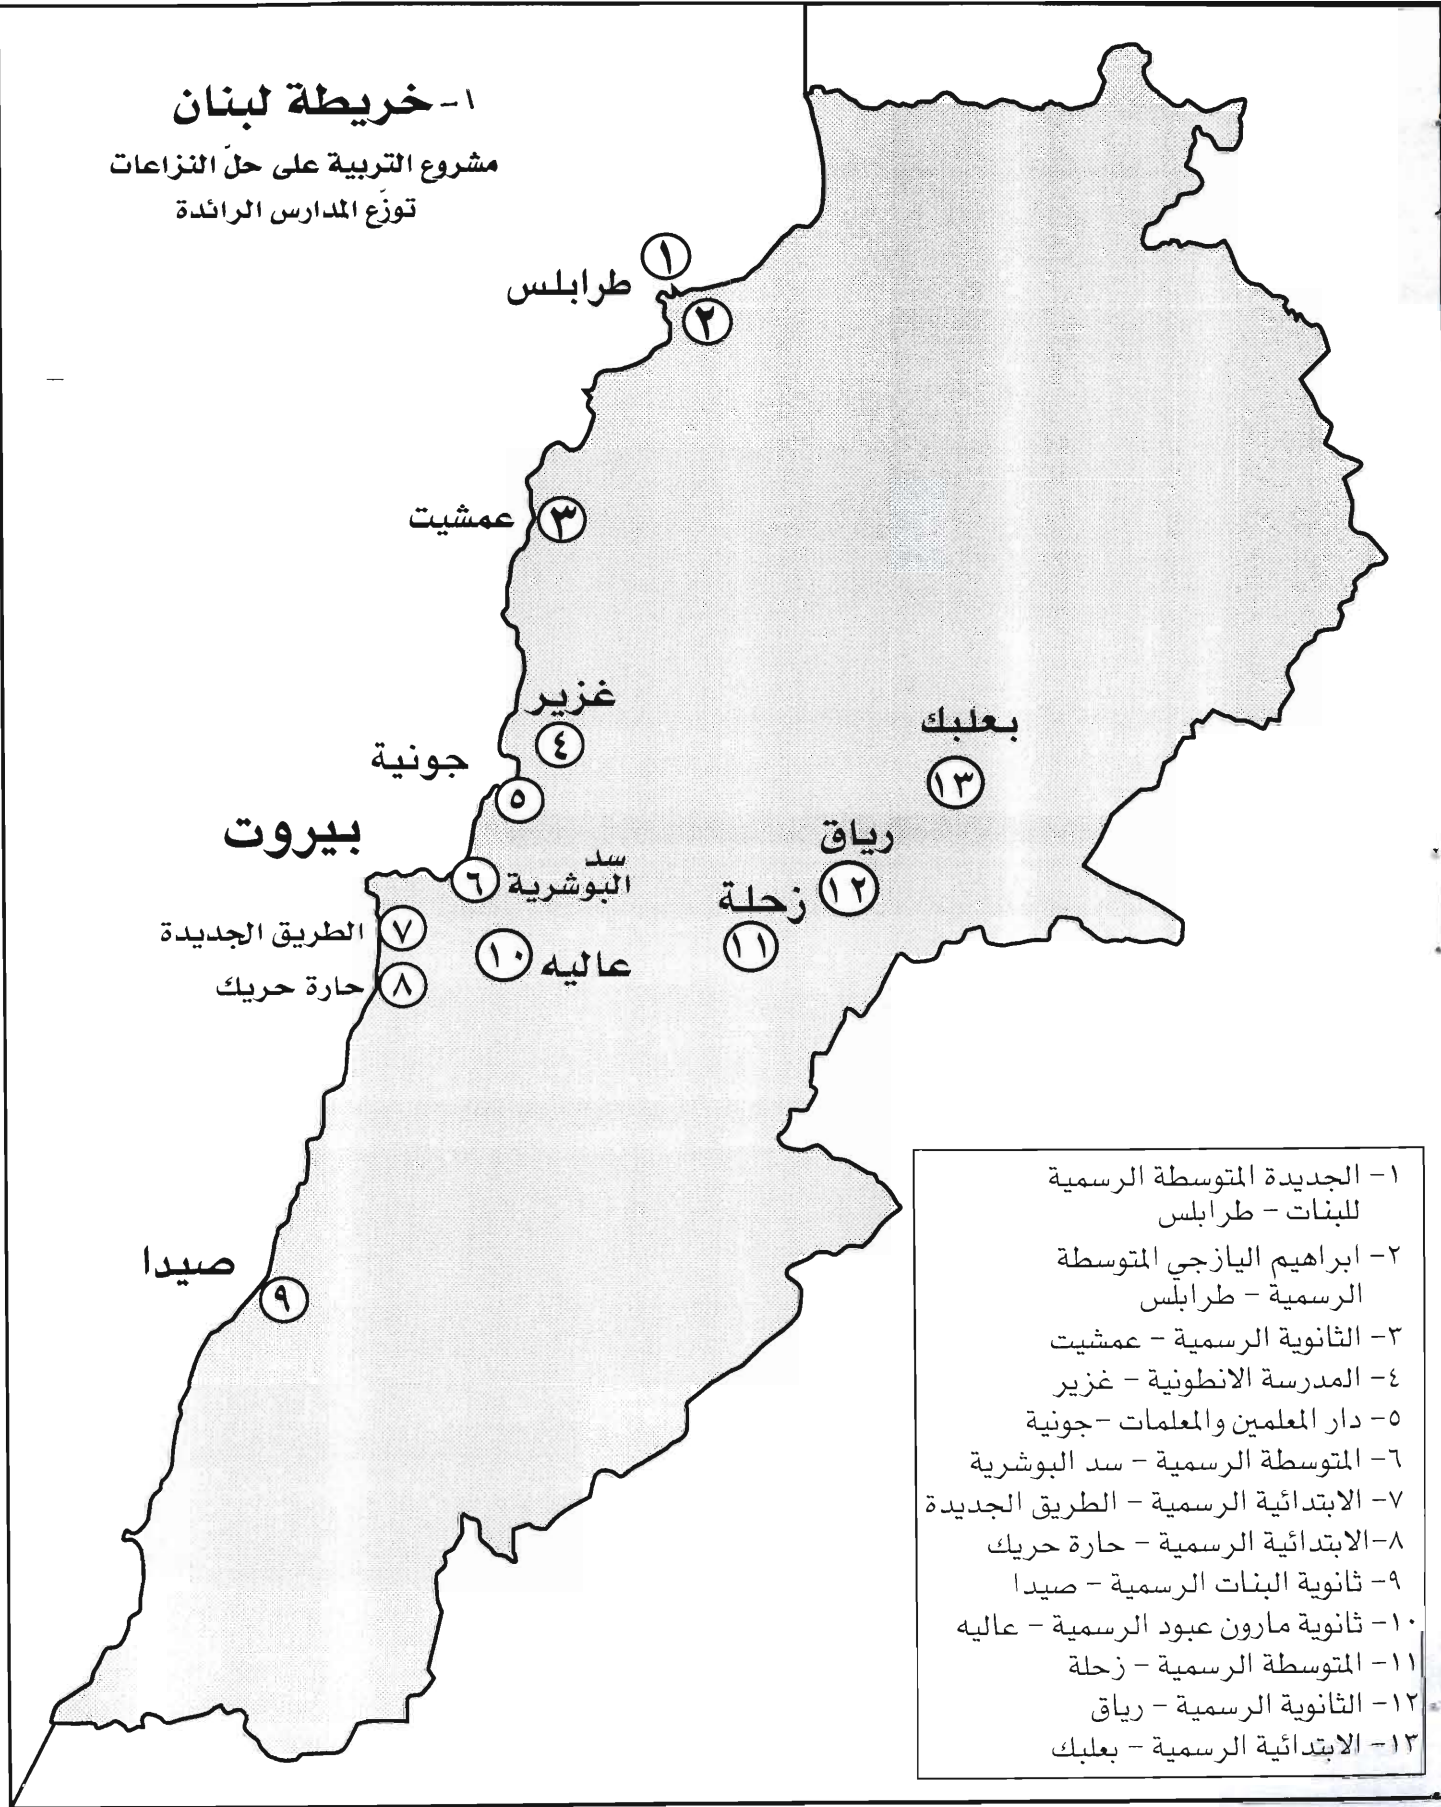 ١- خريطة لبنان
مشروع التربية على حلّ النزاعات
توزّع المدارس الرائدة
١
طرابلس
٢
عمشيت
٣
غزير
٤
جونية
٥
بعلبك
١٣
بيروت
رياق
١٢
سد
البوشرية
٦
زحلة
١١
الطريق الجديدة
٧
عاليه
١٠
حارة حريك
٨
صيدا
٩
١- الجديدة المتوسطة الرسمية
للبنات - طرابلس
٢- ابراهيم اليازجي المتوسطة
الرسمية - طرابلس
٣- الثانوية الرسمية - عمشيت
٤- المدرسة الانطونية - غزير
٥- دار المعلمين والمعلمات -جونية
٦- المتوسطة الرسمية - سد البوشرية
٧- الابتدائية الرسمية - الطريق الجديدة
٨-الابتدائية الرسمية - حارة حريك
٩- ثانوية البنات الرسمية - صيدا
١٠- ثانوية مارون عبود الرسمية - عاليه
١١- المتوسطة الرسمية - زحلة
١٢- الثانوية الرسمية - رياق
١٣- الابتدائية الرسمية - بعلبك